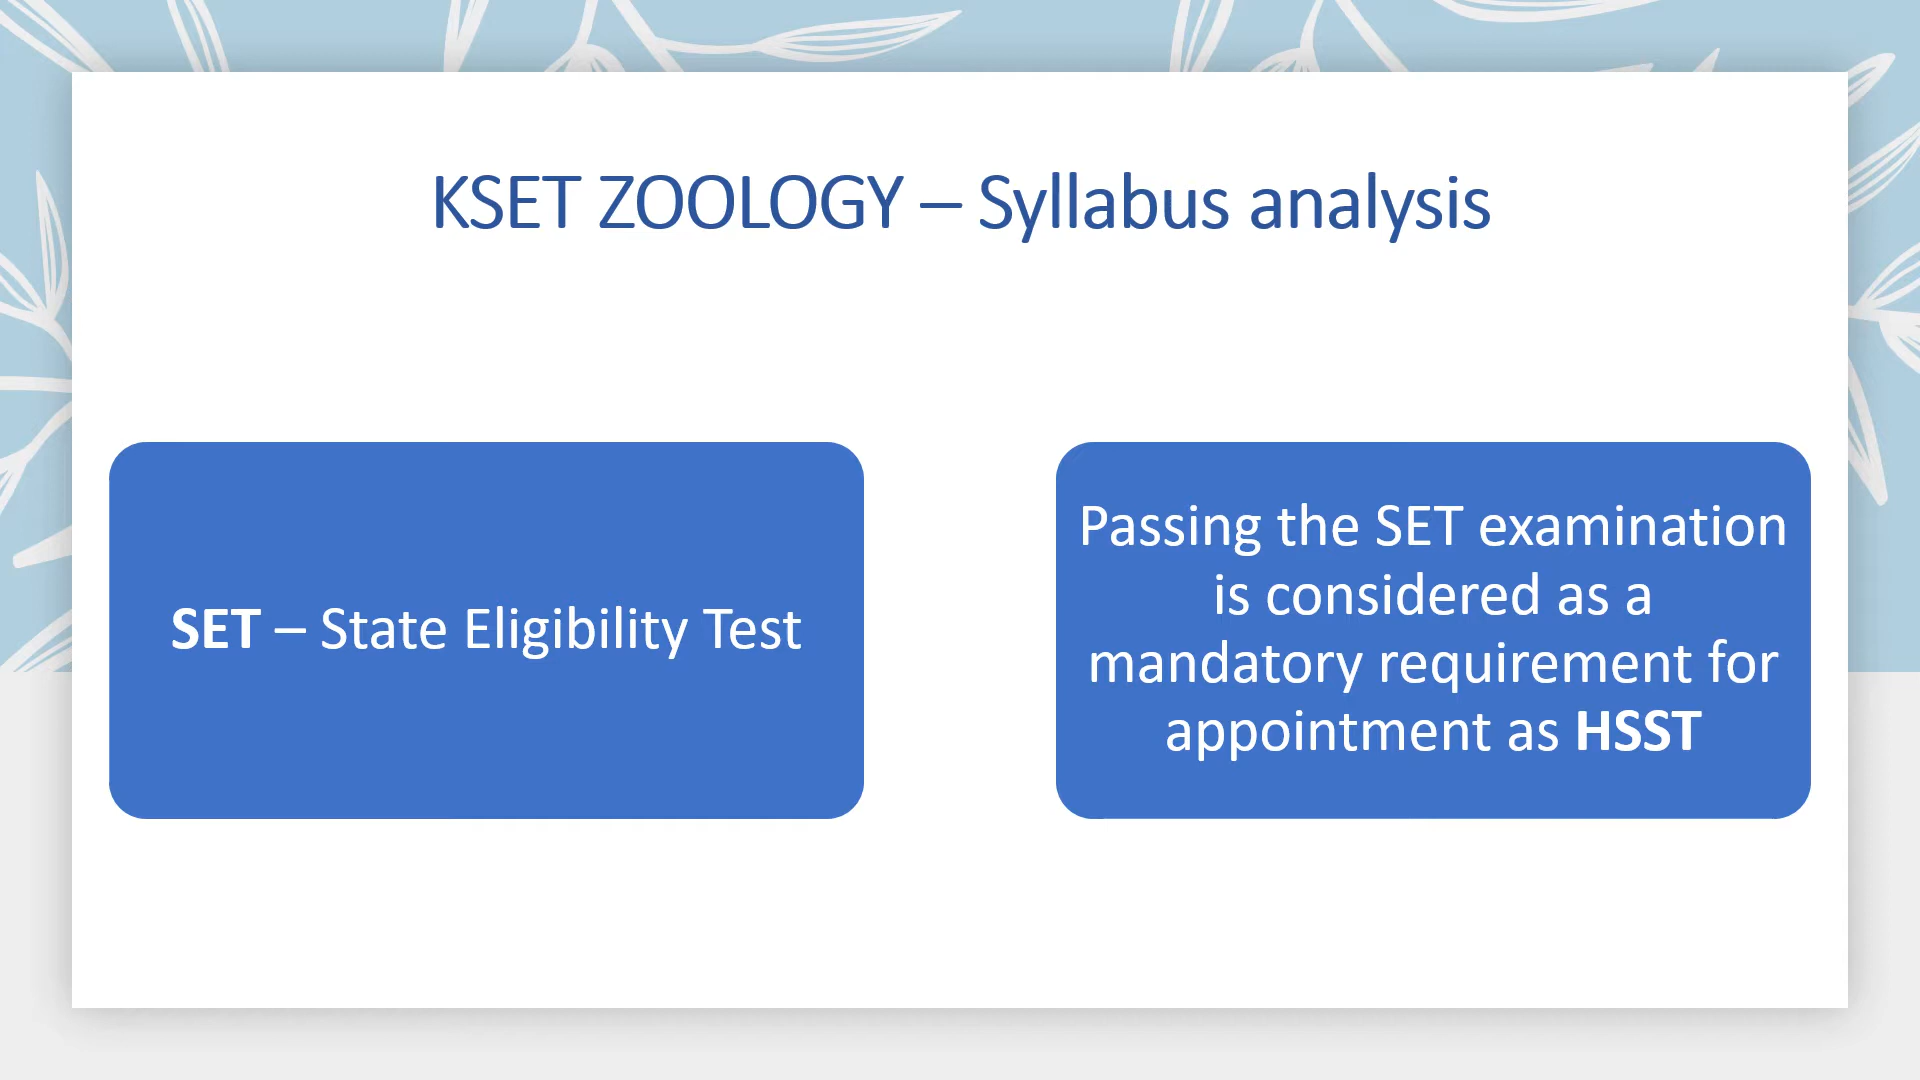 KSET ZOOLOGY – Syllabus analysis
SET – State Eligibility Test
Passing the SET examination
is considered as a
mandatory requirement for
appointment as HSST